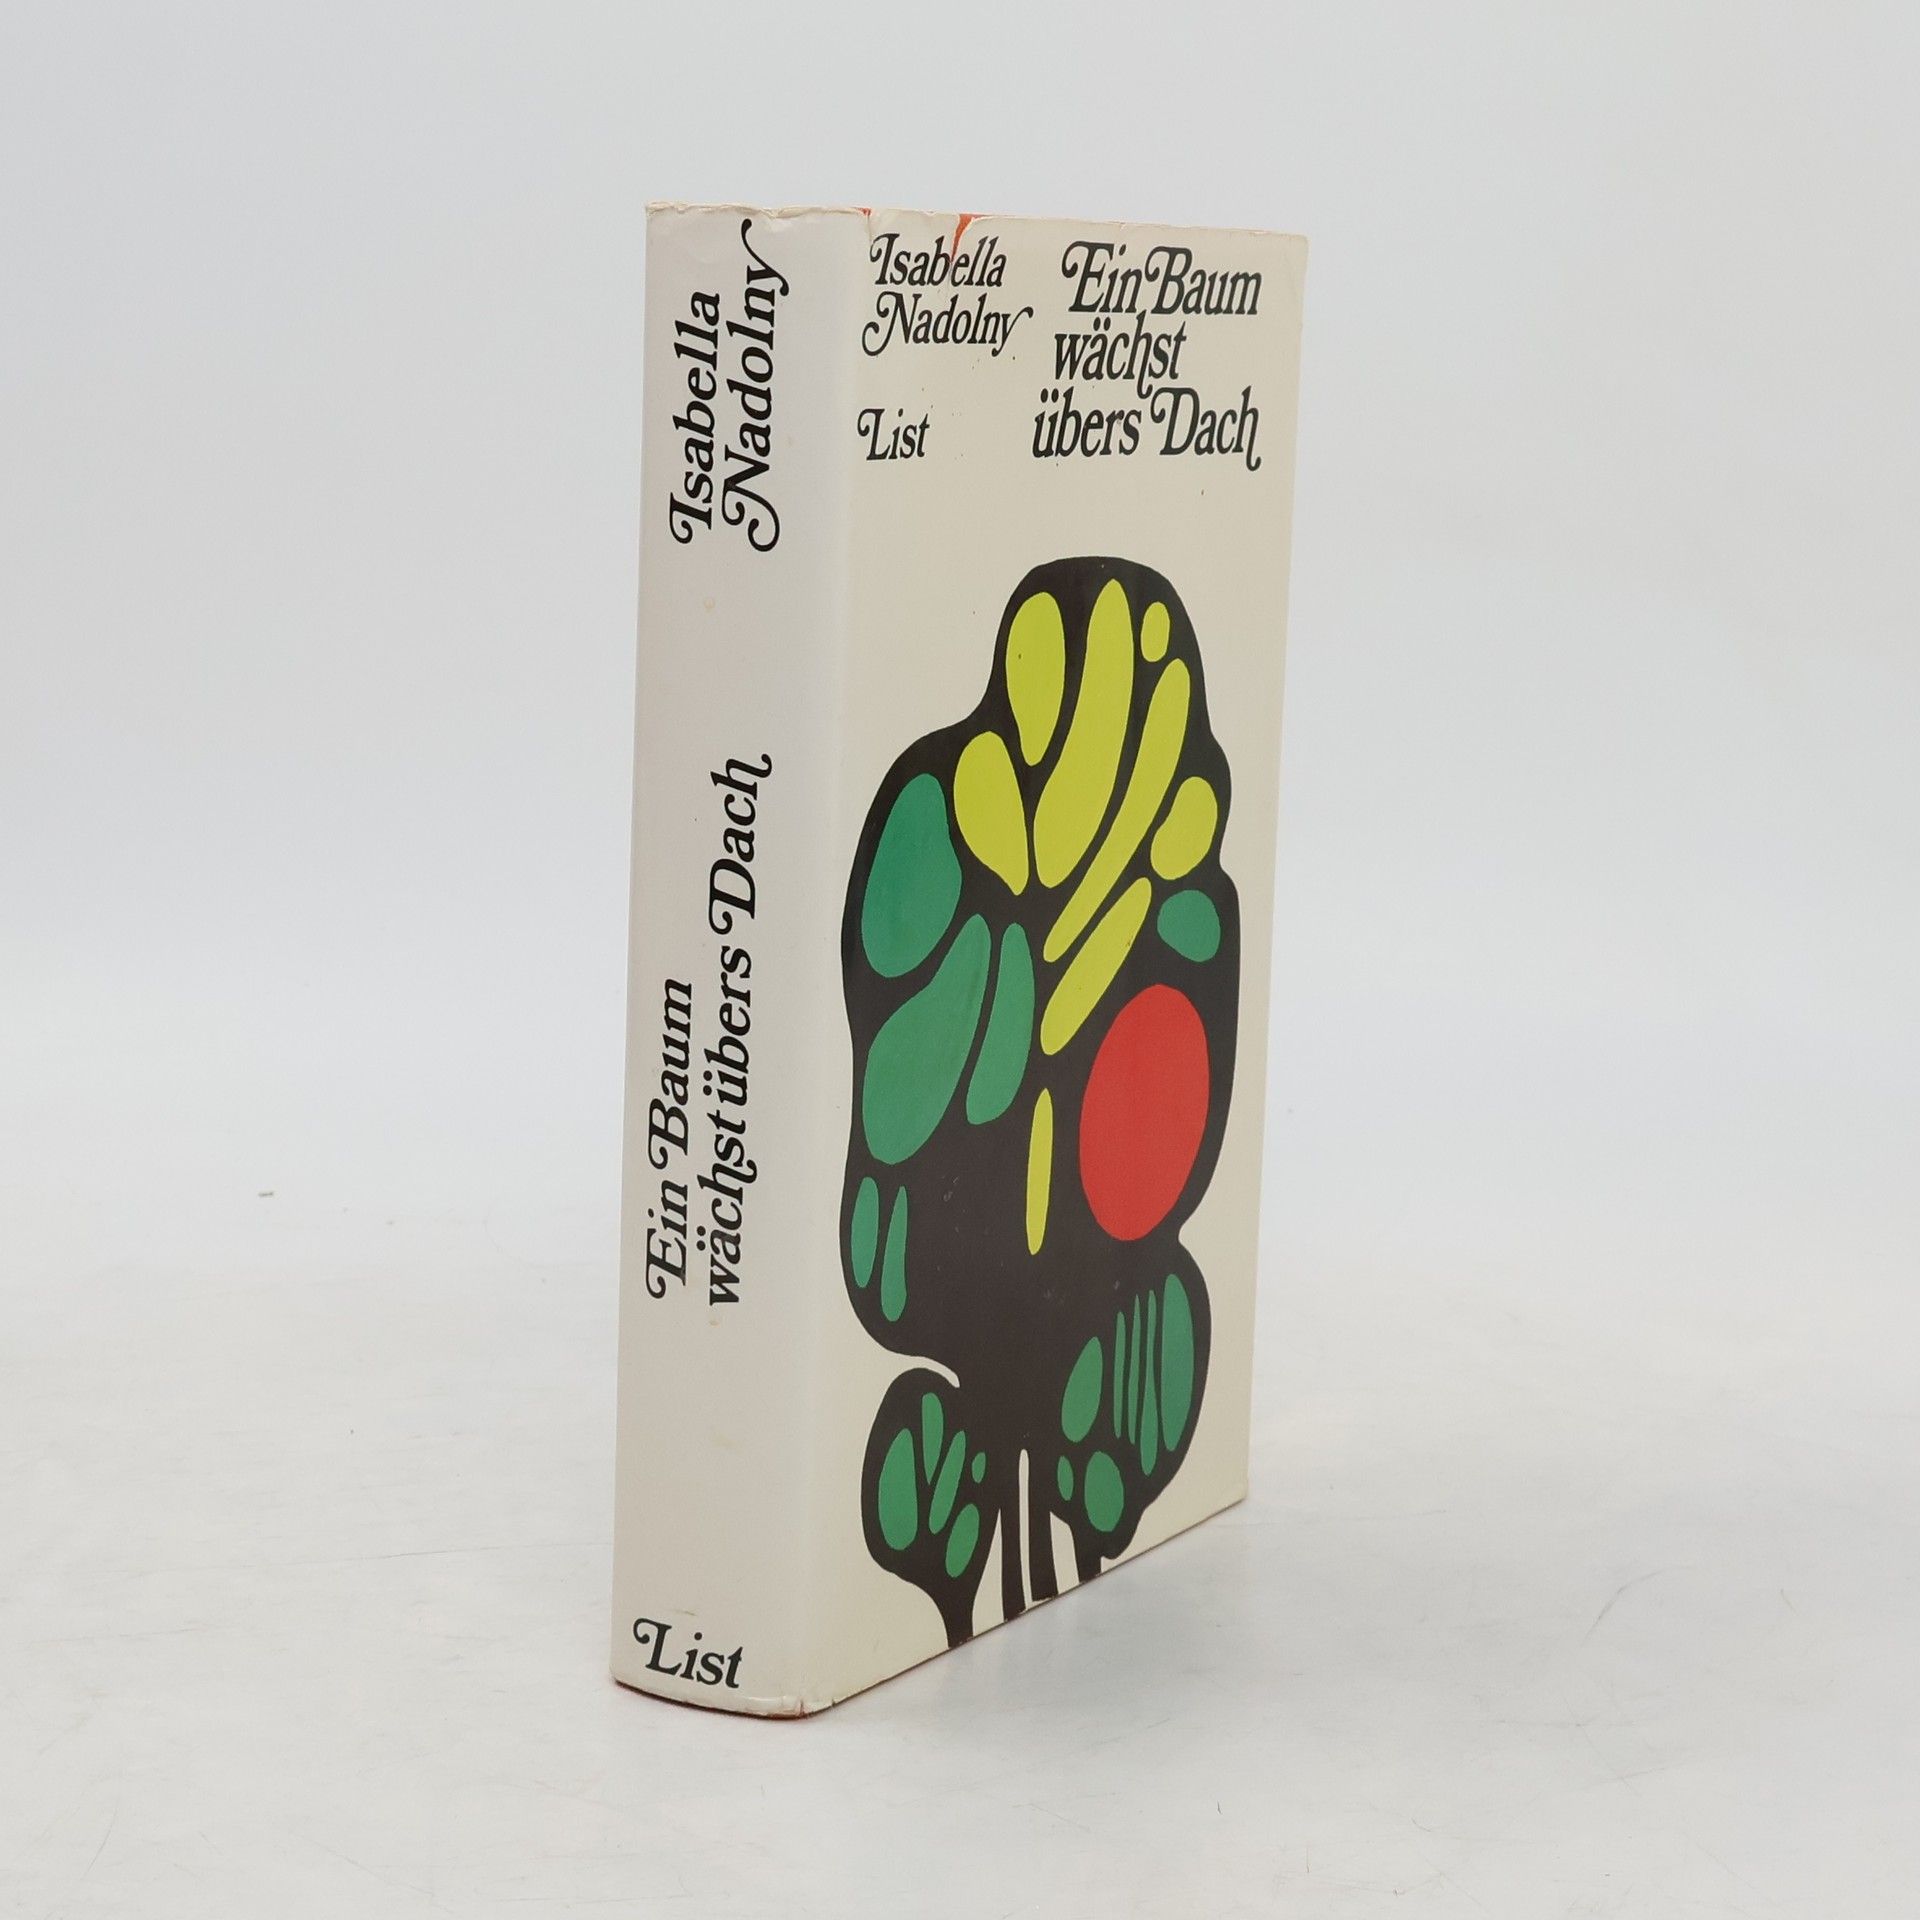 Isabella
Nadolny
Ein Baum
wächst übers Dach
List
Isabella
Nadolny
List
Ein Baum
wächst
übers Dach